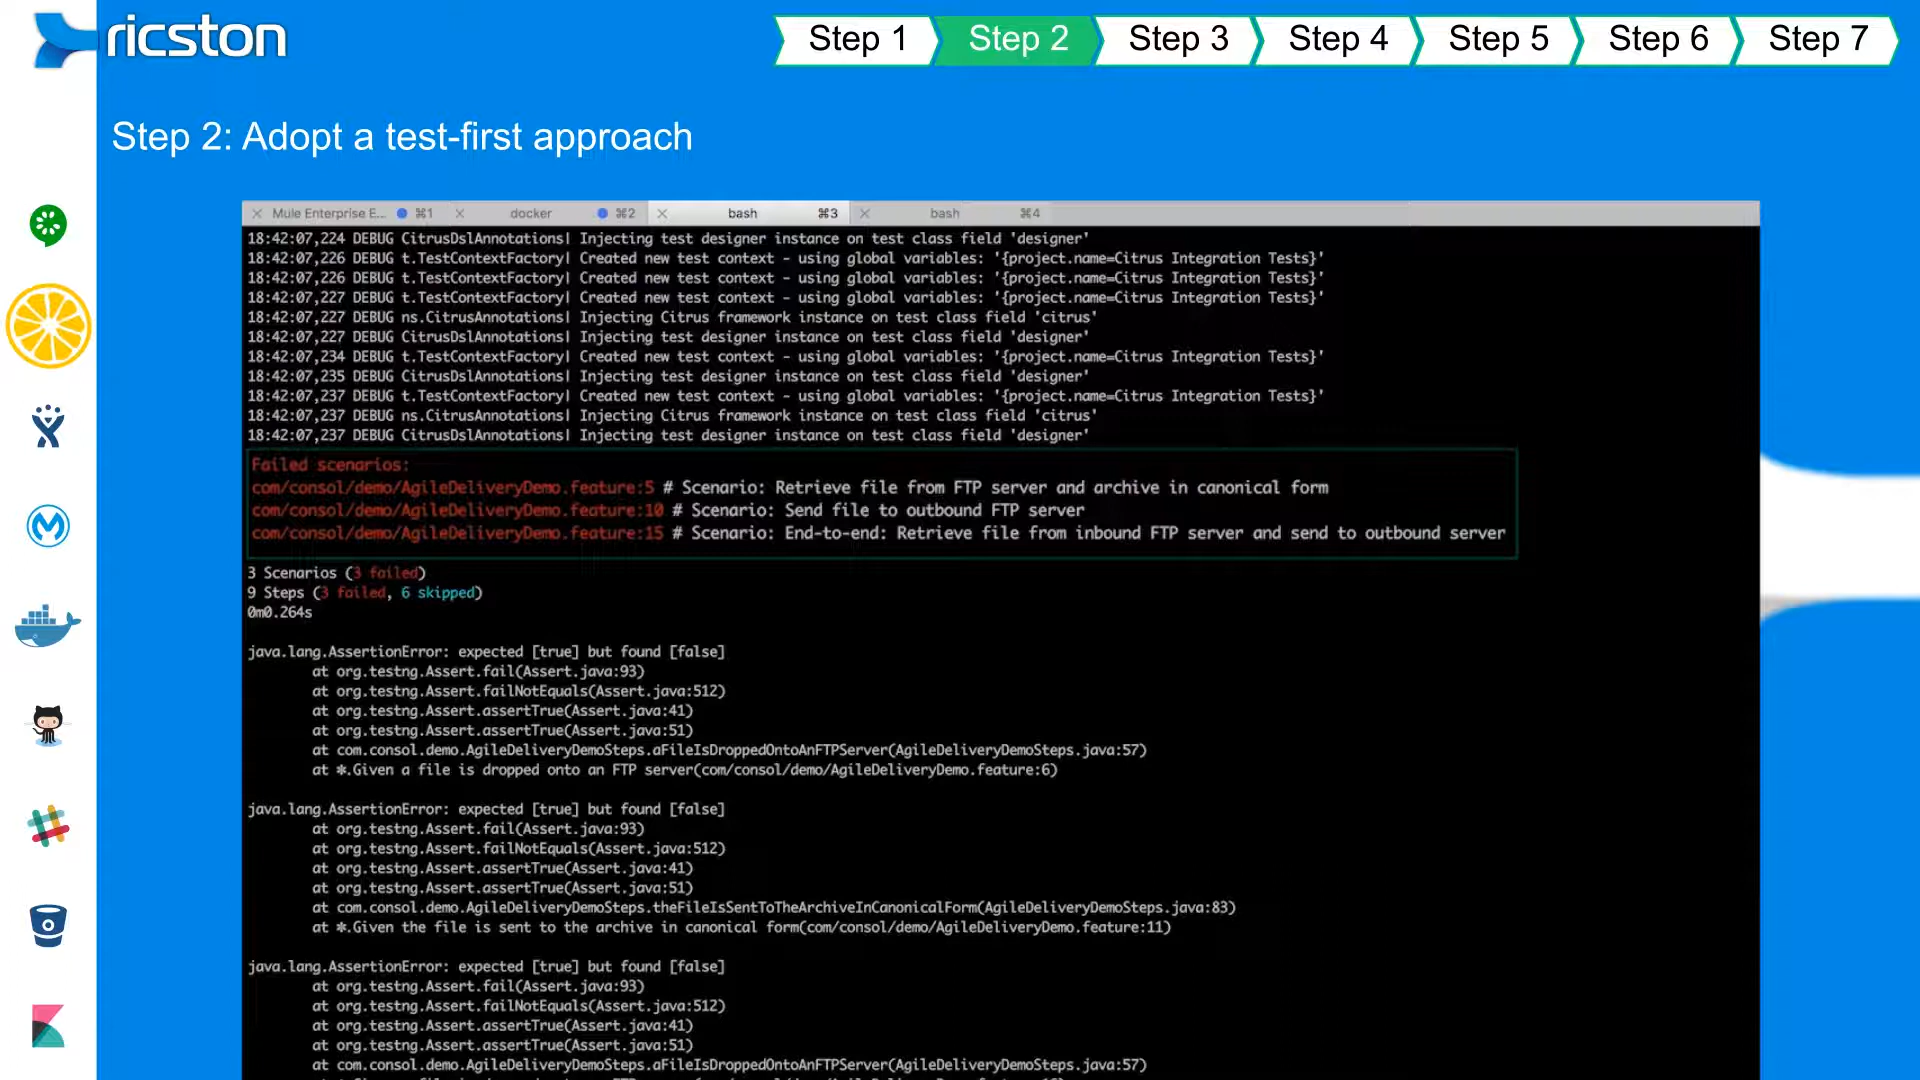 ricston
Step 1
Step 2
Step 3
Step 4
Step 5
Step 6
Step 7
Step 2: Adopt a test-first approach
Mule Enterprise E... ⌘1
docker ⌘2
bash ⌘3
bash ⌘4
18:42:07,224 DEBUG CitrusDslAnnotations| Injecting test designer instance on test class field 'designer'
18:42:07,226 DEBUG t.TestContextFactory| Created new test context - using global variables: '{project.name=Citrus Integration Tests}'
18:42:07,226 DEBUG t.TestContextFactory| Created new test context - using global variables: '{project.name=Citrus Integration Tests}'
18:42:07,227 DEBUG t.TestContextFactory| Created new test context - using global variables: '{project.name=Citrus Integration Tests}'
18:42:07,227 DEBUG ns.CitrusAnnotations| Injecting Citrus framework instance on test class field 'citrus'
18:42:07,227 DEBUG CitrusDslAnnotations| Injecting test designer instance on test class field 'designer'
18:42:07,234 DEBUG t.TestContextFactory| Created new test context - using global variables: '{project.name=Citrus Integration Tests}'
18:42:07,235 DEBUG CitrusDslAnnotations| Injecting test designer instance on test class field 'designer'
18:42:07,237 DEBUG t.TestContextFactory| Created new test context - using global variables: '{project.name=Citrus Integration Tests}'
18:42:07,237 DEBUG ns.CitrusAnnotations| Injecting Citrus framework instance on test class field 'citrus'
18:42:07,237 DEBUG CitrusDslAnnotations| Injecting test designer instance on test class field 'designer'
Failed scenarios:
com/consol/demo/AgileDeliveryDemo.feature:5 # Scenario: Retrieve file from FTP server and archive in canonical form
com/consol/demo/AgileDeliveryDemo.feature:10 # Scenario: Send file to outbound FTP server
com/consol/demo/AgileDeliveryDemo.feature:15 # Scenario: End-to-end: Retrieve file from inbound FTP server and send to outbound server
3 Scenarios (3 failed)
9 Steps (3 failed, 6 skipped)
0m0.264s
java.lang.AssertionError: expected [true] but found [false]
at org.testng.Assert.fail(Assert.java:93)
at org.testng.Assert.failNotEquals(Assert.java:512)
at org.testng.Assert.assertTrue(Assert.java:41)
at org.testng.Assert.assertTrue(Assert.java:51)
at com.consol.demo.AgileDeliveryDemoSteps.aFileIsDroppedOntoAnFTPServer(AgileDeliveryDemoSteps.java:57)
at *.Given a file is dropped onto an FTP server(com/consol/demo/AgileDeliveryDemo.feature:6)
java.lang.AssertionError: expected [true] but found [false]
at org.testng.Assert.fail(Assert.java:93)
at org.testng.Assert.failNotEquals(Assert.java:512)
at org.testng.Assert.assertTrue(Assert.java:41)
at org.testng.Assert.assertTrue(Assert.java:51)
at com.consol.demo.AgileDeliveryDemoSteps.theFileIsSentToTheArchiveInCanonicalForm(AgileDeliveryDemoSteps.java:83)
at *.Given the file is sent to the archive in canonical form(com/consol/demo/AgileDeliveryDemo.feature:11)
java.lang.AssertionError: expected [true] but found [false]
at org.testng.Assert.fail(Assert.java:93)
at org.testng.Assert.failNotEquals(Assert.java:512)
at org.testng.Assert.assertTrue(Assert.java:41)
at org.testng.Assert.assertTrue(Assert.java:51)
at com.consol.demo.AgileDeliveryDemoSteps.aFileIsDroppedOntoAnFTPServer(AgileDeliveryDemoSteps.java:57)